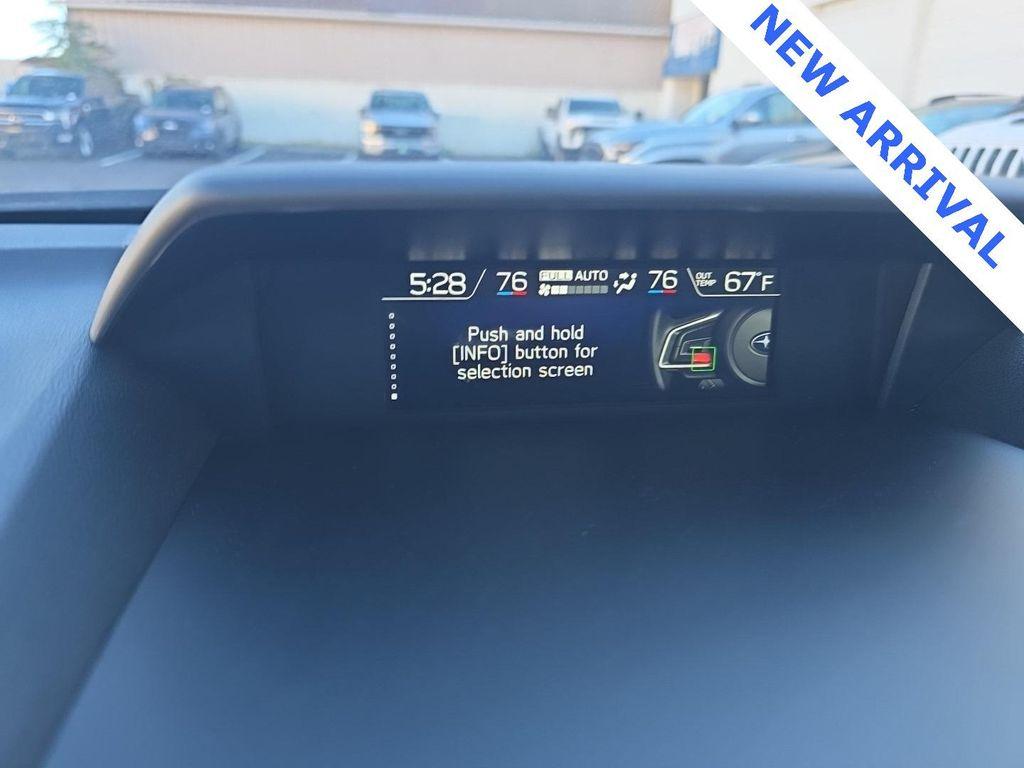 NEW ARRIVAL
5:28 76 FULL AUTO 76 OUT TEMP 67°F
Push and hold
[INFO] button for
selection screen